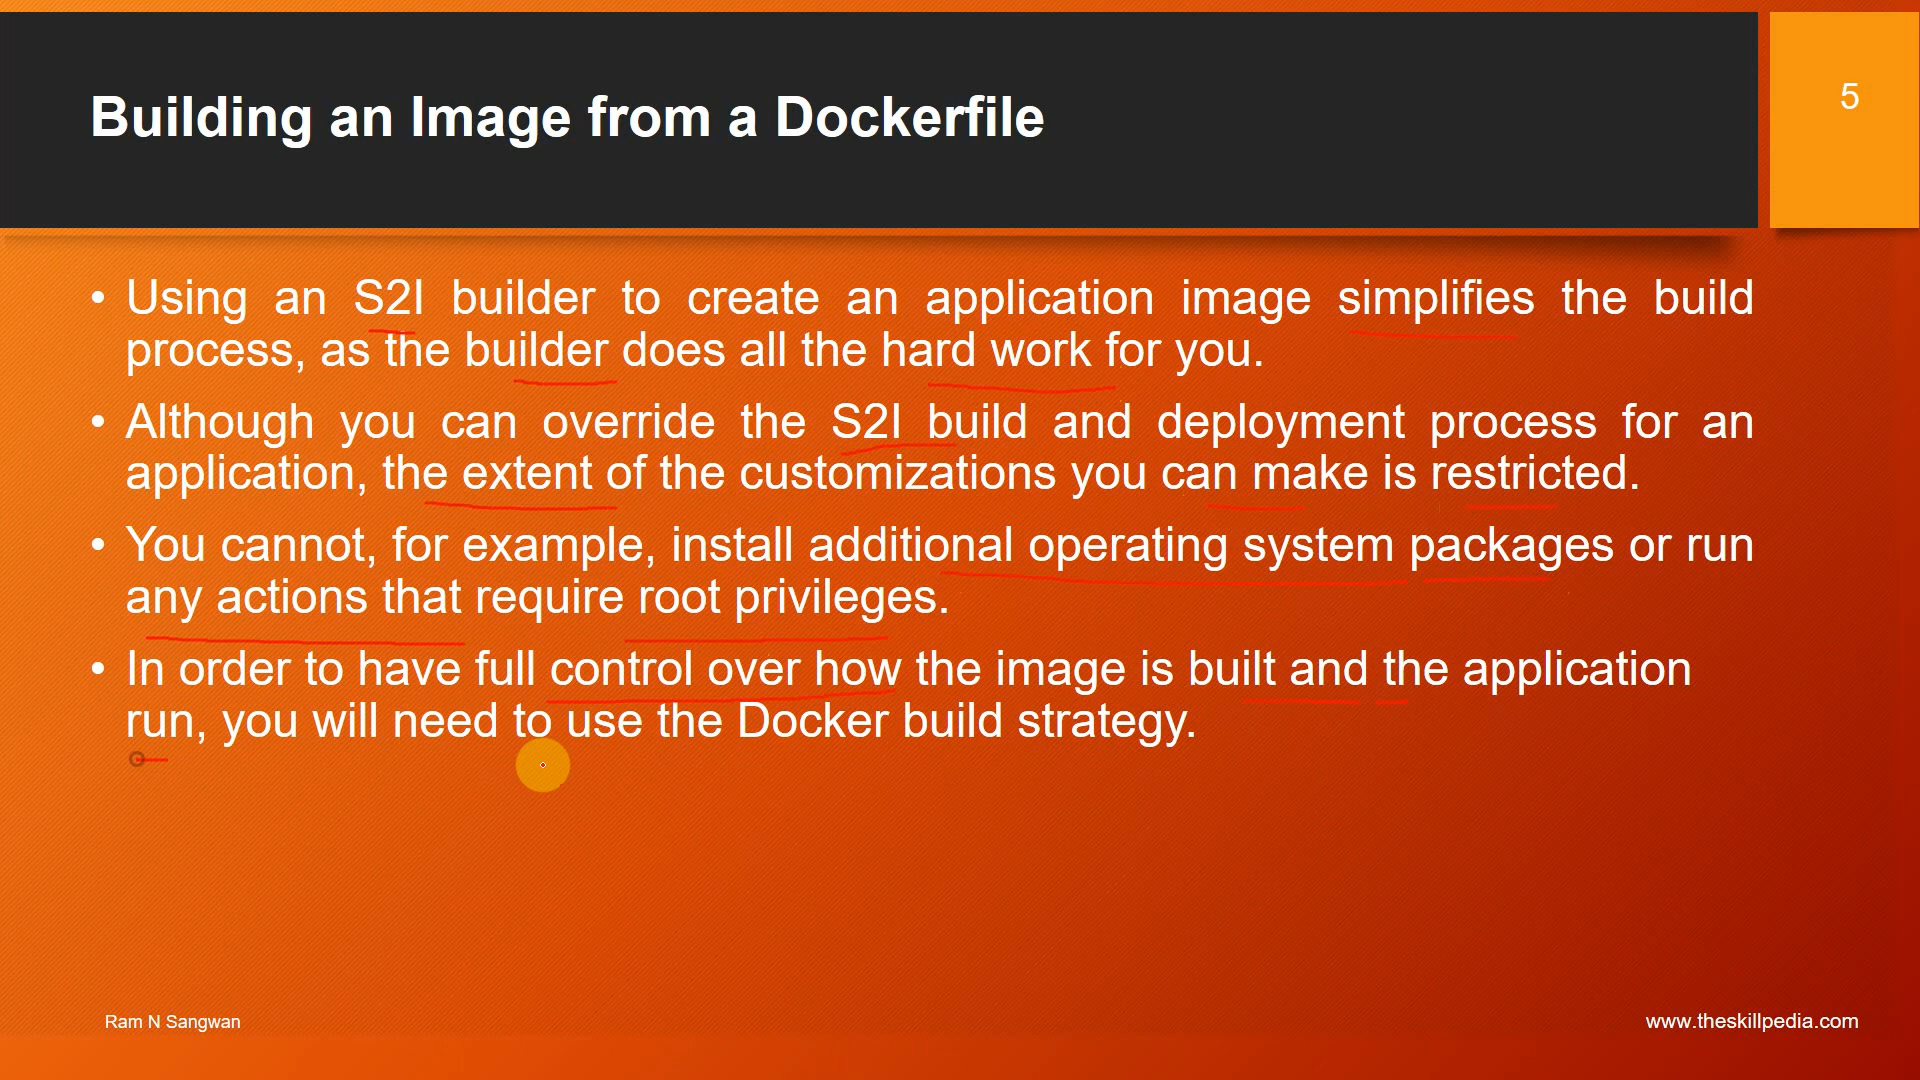 Building an Image from a Dockerfile
5
• Using an S2I builder to create an application image simplifies the build
process, as the builder does all the hard work for you.
• Although you can override the S2I build and deployment process for an
application, the extent of the customizations you can make is restricted.
• You cannot, for example, install additional operating system packages or run
any actions that require root privileges.
• In order to have full control over how the image is built and the application
run, you will need to use the Docker build strategy.
Ram N Sangwan
www.theskillpedia.com